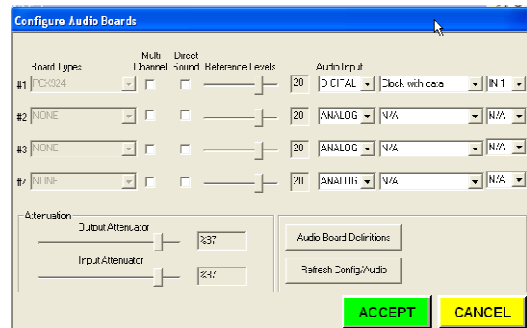 Configure Audio Boards
Multi Direct
Board Types Channel Sound Reference Levels Audio Input
#1 PCX924 20 DIGITAL Clock with data IN 1
#2 NONE 20 ANALOG N/A N/A
#3 NONE 20 ANALOG N/A N/A
#4 NONE 20 ANALOG N/A N/A
Attenuation
Output Attenuator
%97
Audio Board Definitions
Input Attenuator
%97
Refresh Config/Audio
ACCEPT CANCEL